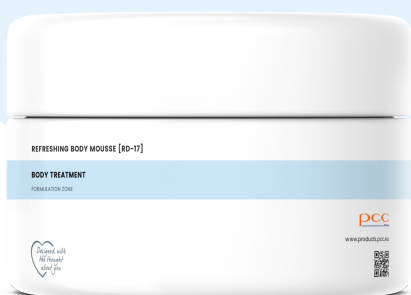 REFRESHING BODY MOUSSE [RD-17]
BODY TREATMENT
FORMULATION ZONE
pcc
www.products.pcc.eu
Designed with
the thought
about you